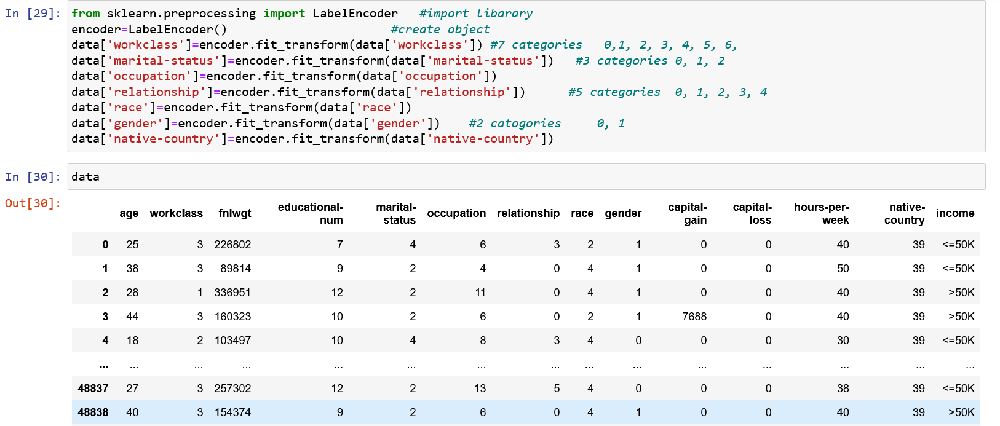 In [29]: from sklearn.preprocessing import LabelEncoder   #import libarary
encoder=LabelEncoder()                       #create object
data['workclass']=encoder.fit_transform(data['workclass']) #7 categories   0,1, 2, 3, 4, 5, 6,
data['marital-status']=encoder.fit_transform(data['marital-status'])   #3 categories 0, 1, 2
data['occupation']=encoder.fit_transform(data['occupation'])
data['relationship']=encoder.fit_transform(data['relationship'])      #5 categories  0, 1, 2, 3, 4
data['race']=encoder.fit_transform(data['race'])
data['gender']=encoder.fit_transform(data['gender'])    #2 catogories     0, 1
data['native-country']=encoder.fit_transform(data['native-country'])
In [30]: data
Out[30]:
age workclass fnlwgt educational-num marital-status occupation relationship race gender capital-gain capital-loss hours-per-week native-country income
0 25 3 226802 7 4 6 3 2 1 0 0 40 39 <=50K
1 38 3 89814 9 2 4 0 4 1 0 0 50 39 <=50K
2 28 1 336951 12 2 11 0 4 1 0 0 40 39 >50K
3 44 3 160323 10 2 6 0 2 1 7688 0 40 39 >50K
4 18 2 103497 10 4 8 3 4 0 0 0 30 39 <=50K
... ... ... ... ... ... ... ... ... ... ... ... ... ... ...
48837 27 3 257302 12 2 13 5 4 0 0 0 38 39 <=50K
48838 40 3 154374 9 2 6 0 4 1 0 0 40 39 >50K